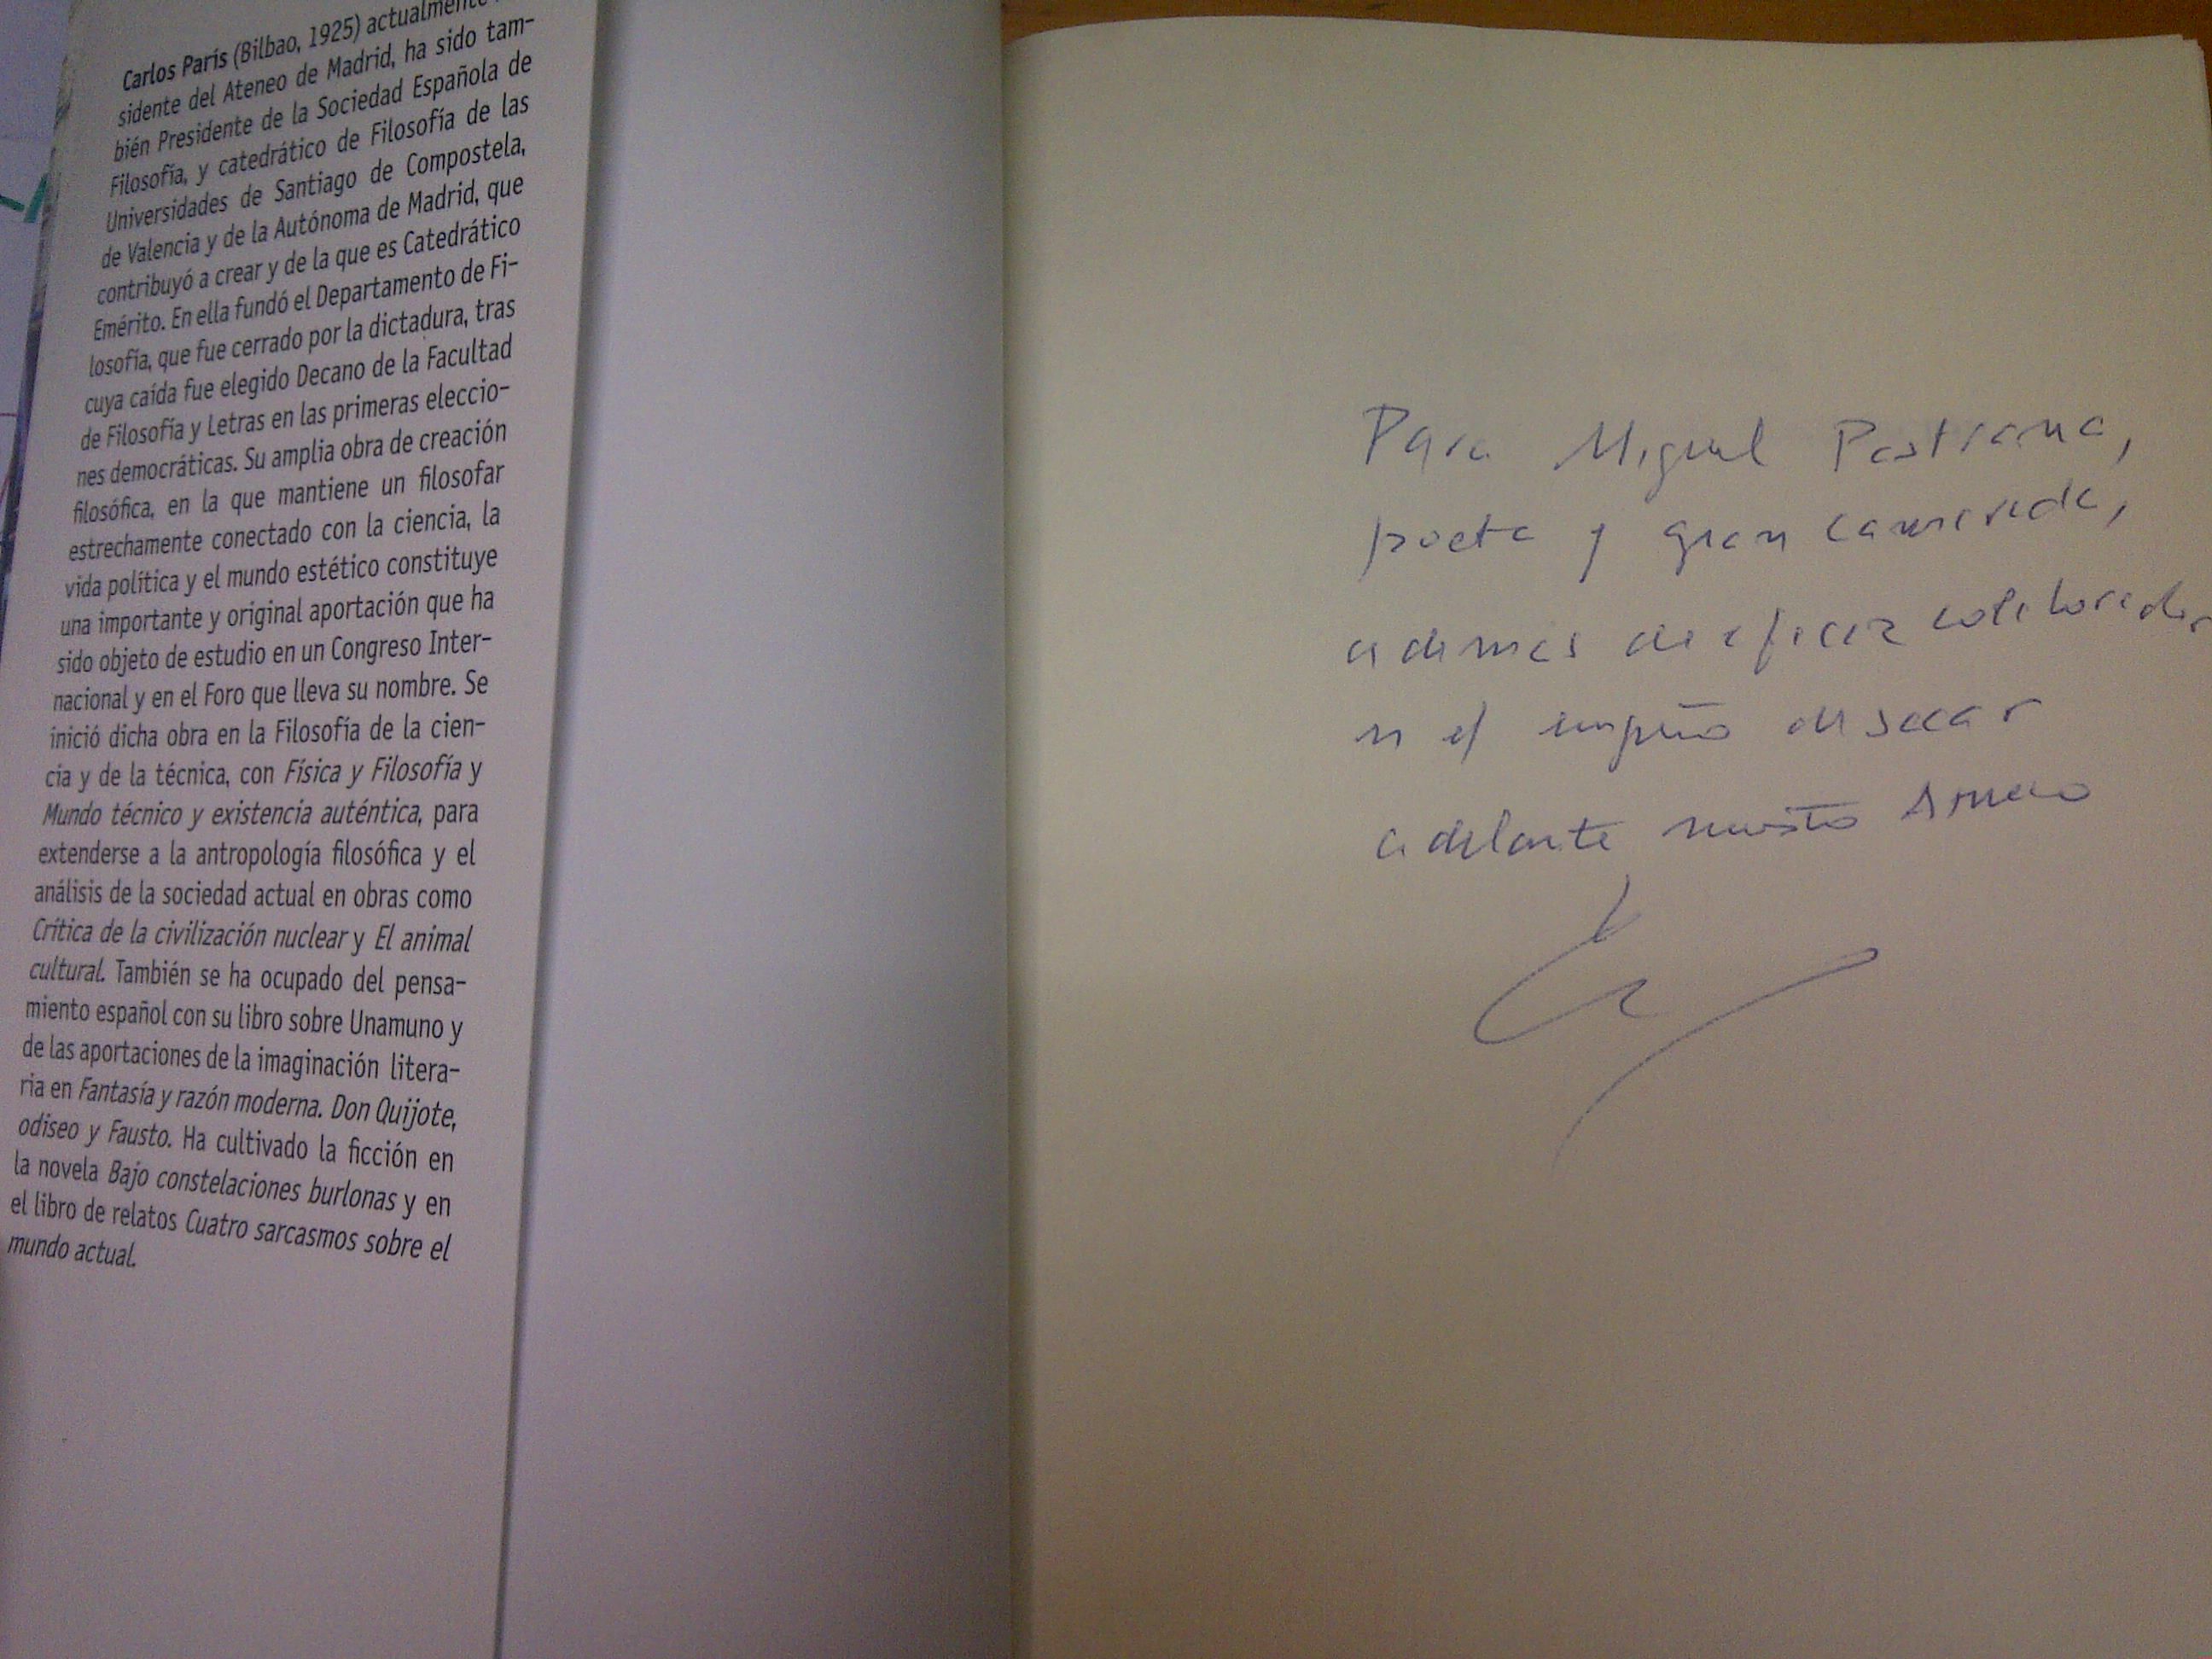 Carlos París (Bilbao, 1925) actualmente
sidente del Ateneo de Madrid, ha sido tam-
bién Presidente de la Sociedad Española de
Filosofía, y catedrático de Filosofía de las
Universidades de Santiago de Compostela,
de Valencia y de la Autónoma de Madrid, que
contribuyó a crear y de la que es Catedrático
Emérito. En ella fundó el Departamento de Fi-
losofía, que fue cerrado por la dictadura, tras
cuya caída fue elegido Decano de la Facultad
de Filosofía y Letras en las primeras eleccio-
nes democráticas. Su amplia obra de creación
filosófica, en la que mantiene un filosofar
estrechamente conectado con la ciencia, la
vida política y el mundo estético constituye
una importante y original aportación que ha
sido objeto de estudio en un Congreso Inter-
nacional y en el Foro que lleva su nombre. Se
inició dicha obra en la Filosofía de la cien-
cia y de la técnica, con Física y Filosofía y
Mundo técnico y existencia auténtica, para
extenderse a la antropología filosófica y el
análisis de la sociedad actual en obras como
Crítica de la civilización nuclear y El animal
cultural. También se ha ocupado del pensa-
miento español con su libro sobre Unamuno y
de las aportaciones de la imaginación litera-
ria en Fantasía y razón moderna. Don Quijote,
odiseo y Fausto. Ha cultivado la ficción en
la novela Bajo constelaciones burlonas y en
el libro de relatos Cuatro sarcasmos sobre el
mundo actual.
Para Miguel Pastrana,
poeta y gran camarada,
ademas de eficaz colaborador
en el empeño de sacar
adelante nuestro Ateneo